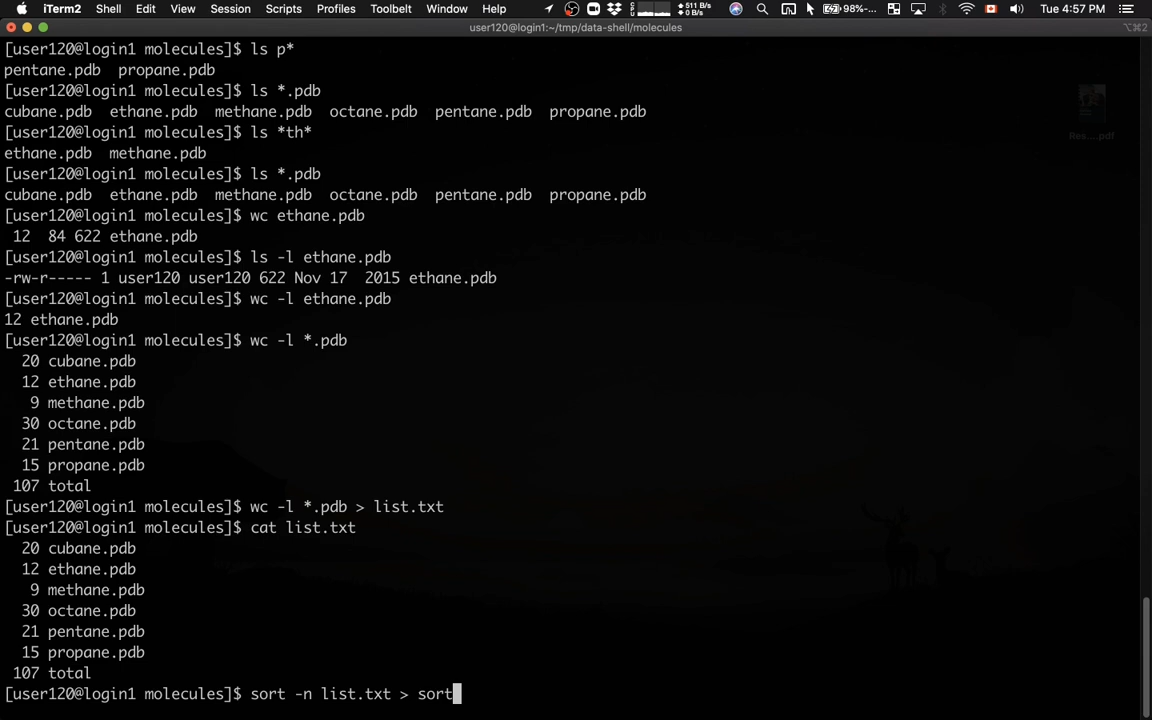 iTerm2 Shell Edit View Session Scripts Profiles Toolbelt Window Help 511 B/s 0 B/s 98%... Tue 4:57 PM
user120@login1:~/tmp/data-shell/molecules ⌥⌘2
[user120@login1 molecules]$ ls p*
pentane.pdb  propane.pdb
[user120@login1 molecules]$ ls *.pdb
cubane.pdb  ethane.pdb  methane.pdb  octane.pdb  pentane.pdb  propane.pdb
[user120@login1 molecules]$ ls *th*
ethane.pdb  methane.pdb
[user120@login1 molecules]$ ls *.pdb
cubane.pdb  ethane.pdb  methane.pdb  octane.pdb  pentane.pdb  propane.pdb
[user120@login1 molecules]$ wc ethane.pdb
 12  84 622 ethane.pdb
[user120@login1 molecules]$ ls -l ethane.pdb
-rw-r----- 1 user120 user120 622 Nov 17  2015 ethane.pdb
[user120@login1 molecules]$ wc -l ethane.pdb
12 ethane.pdb
[user120@login1 molecules]$ wc -l *.pdb
  20 cubane.pdb
  12 ethane.pdb
   9 methane.pdb
  30 octane.pdb
  21 pentane.pdb
  15 propane.pdb
 107 total
[user120@login1 molecules]$ wc -l *.pdb > list.txt
[user120@login1 molecules]$ cat list.txt
  20 cubane.pdb
  12 ethane.pdb
   9 methane.pdb
  30 octane.pdb
  21 pentane.pdb
  15 propane.pdb
 107 total
[user120@login1 molecules]$ sort -n list.txt > sort